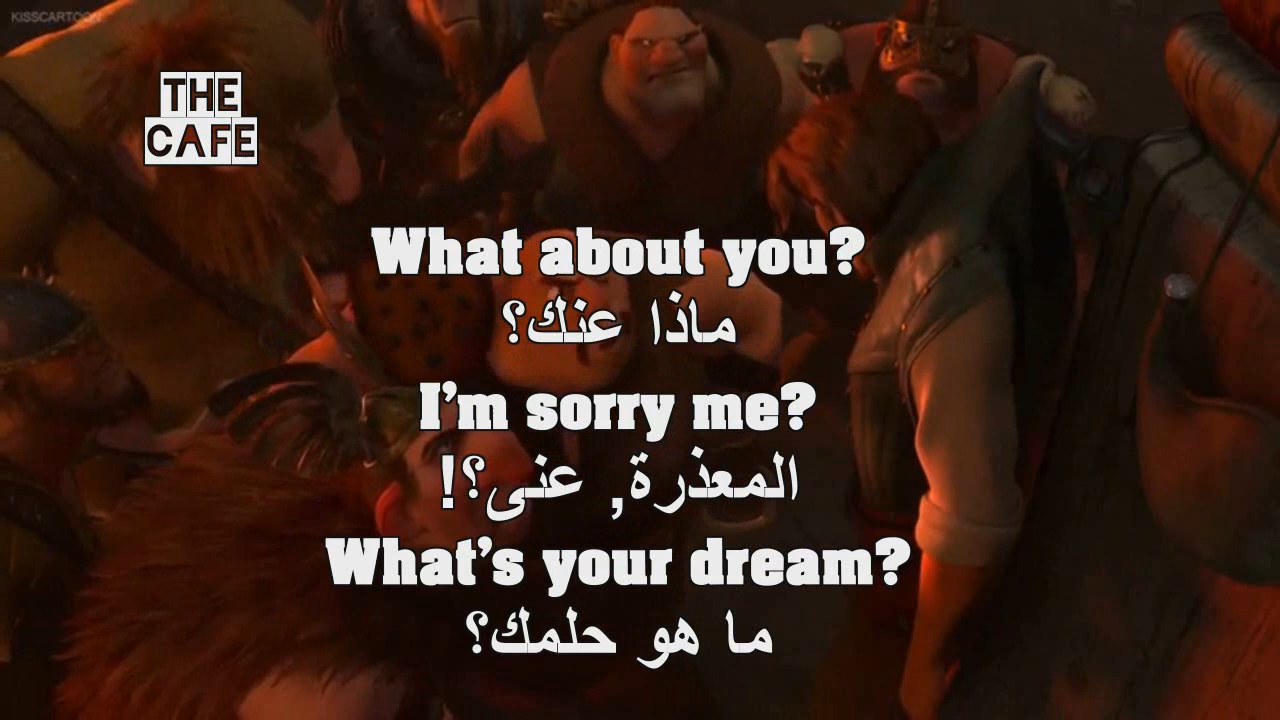 KISSCARTOON
THE
CAFE
What about you?
ماذا عنك؟
I'm sorry me?
المعذرة, عنى؟!
What's your dream?
ما هو حلمك؟